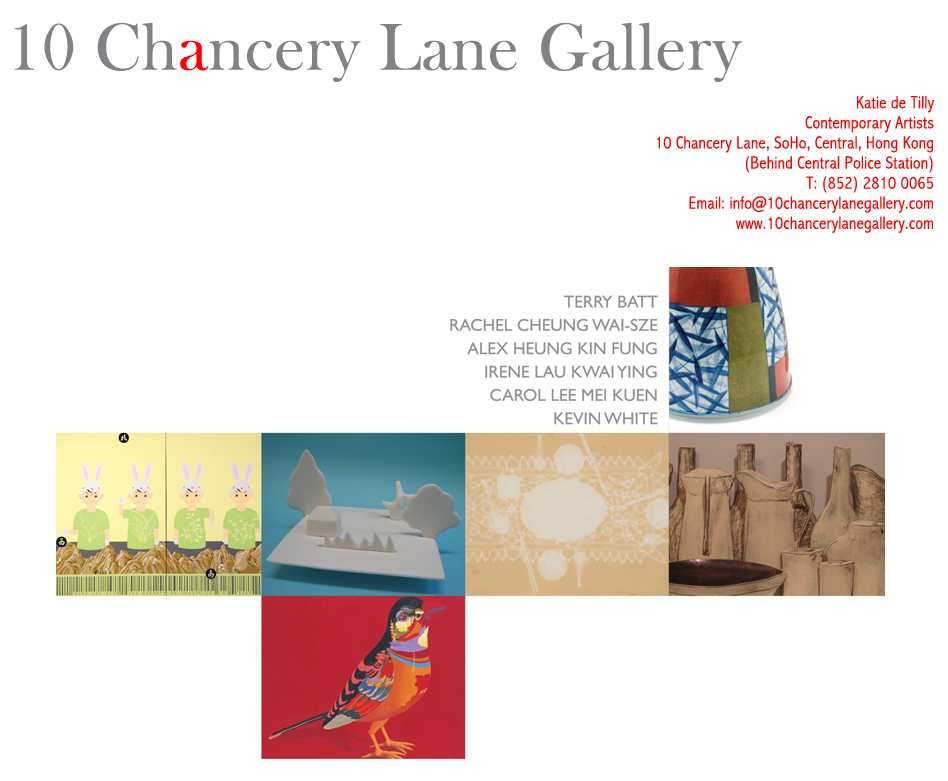 10 Chancery Lane Gallery
Katie de Tilly
Contemporary Artists
10 Chancery Lane, SoHo, Central, Hong Kong
(Behind Central Police Station)
T: (852) 2810 0065
Email: info@10chancerylanegallery.com
www.10chancerylanegallery.com
TERRY BATT
RACHEL CHEUNG WAI-SZE
ALEX HEUNG KIN FUNG
IRENE LAU KWAI YING
CAROL LEE MEI KUEN
KEVIN WHITE